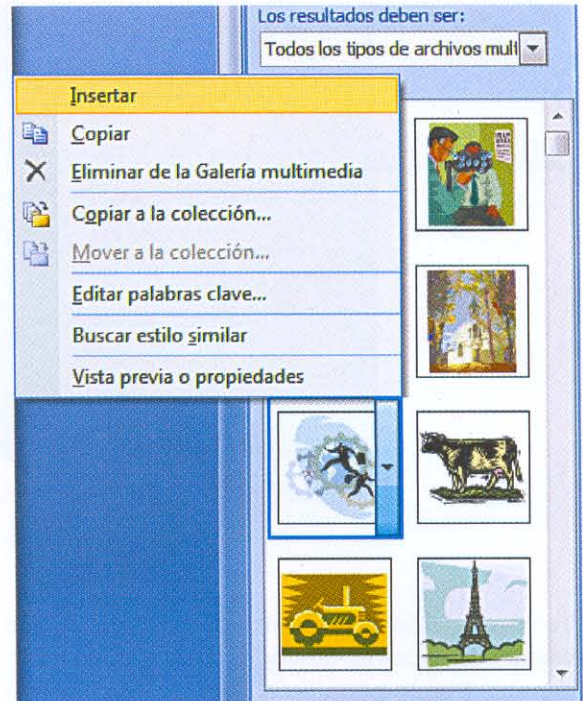 Los resultados deben ser:
Todos los tipos de archivos mult
Insertar
Copiar
Eliminar de la Galería multimedia
Copiar a la colección...
Mover a la colección...
Editar palabras clave...
Buscar estilo similar
Vista previa o propiedades